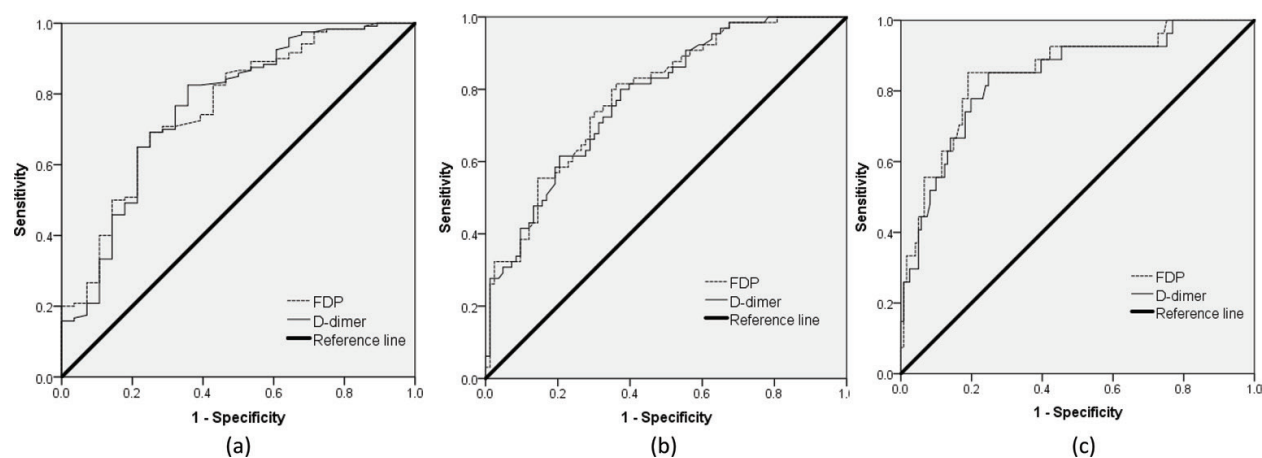 1.0
0.8
0.6
0.4
0.2
0.0
Sensitivity
0.0 0.2 0.4 0.6 0.8 1.0
1 - Specificity
FDP
D-dimer
Reference line
(a)
1.0
0.8
0.6
0.4
0.2
0.0
Sensitivity
0.0 0.2 0.4 0.6 0.8 1.0
1 - Specificity
FDP
D-dimer
Reference line
(b)
1.0
0.8
0.6
0.4
0.2
0.0
Sensitivity
0.0 0.2 0.4 0.6 0.8 1.0
1 - Specificity
FDP
D-dimer
Reference line
(c)